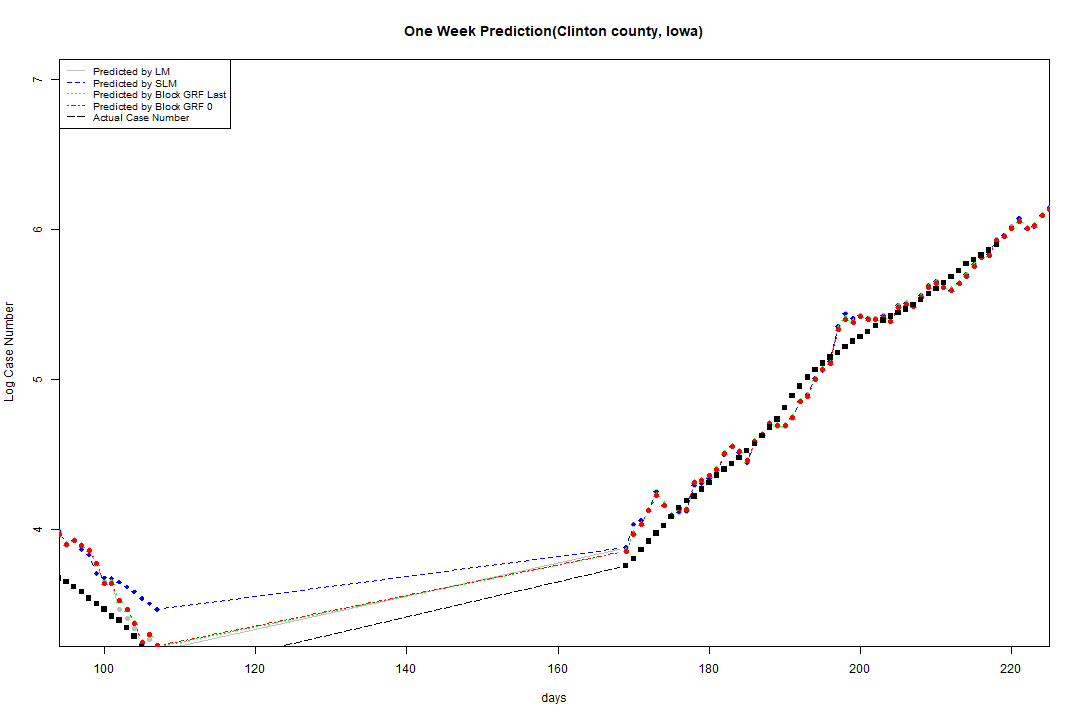 One Week Prediction(Clinton county, Iowa)
Predicted by LM
Predicted by SLM
Predicted by Block GRF Last
Predicted by Block GRF 0
Actual Case Number
7
6
5
4
Log Case Number
100 120 140 160 180 200 220
days